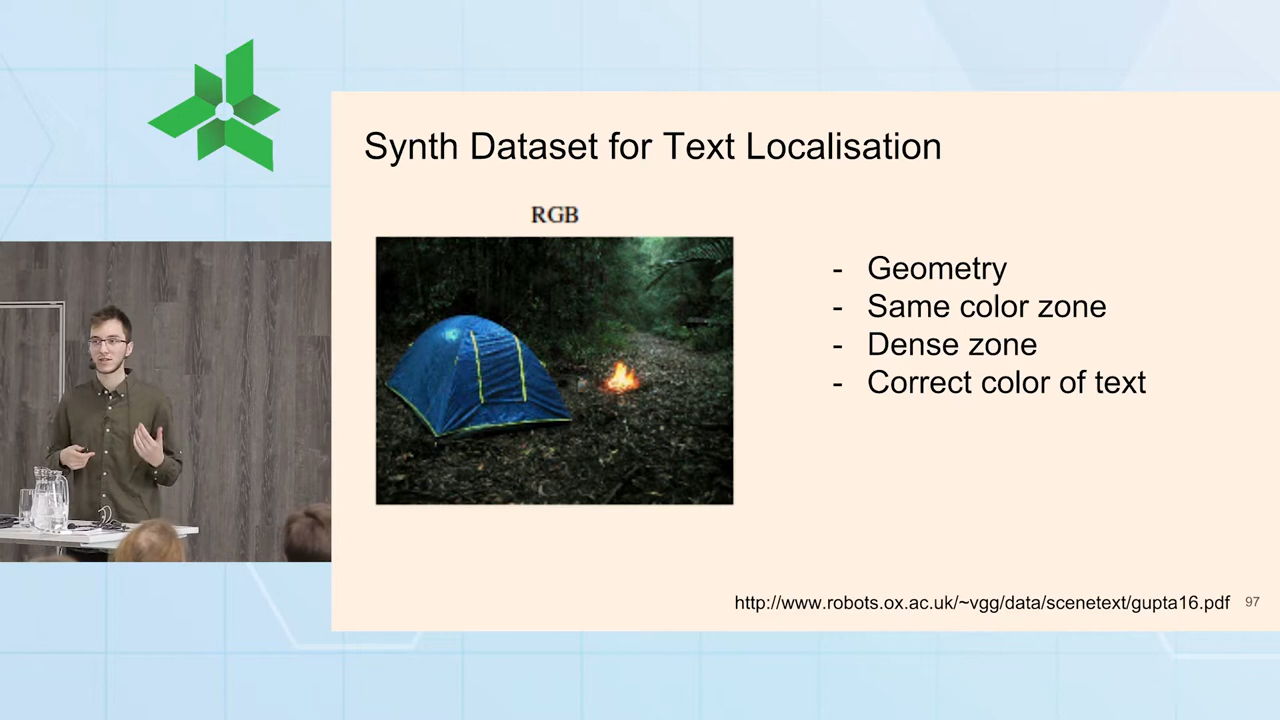 Synth Dataset for Text Localisation
RGB
- Geometry
- Same color zone
- Dense zone
- Correct color of text
http://www.robots.ox.ac.uk/~vgg/data/scenetext/gupta16.pdf 97